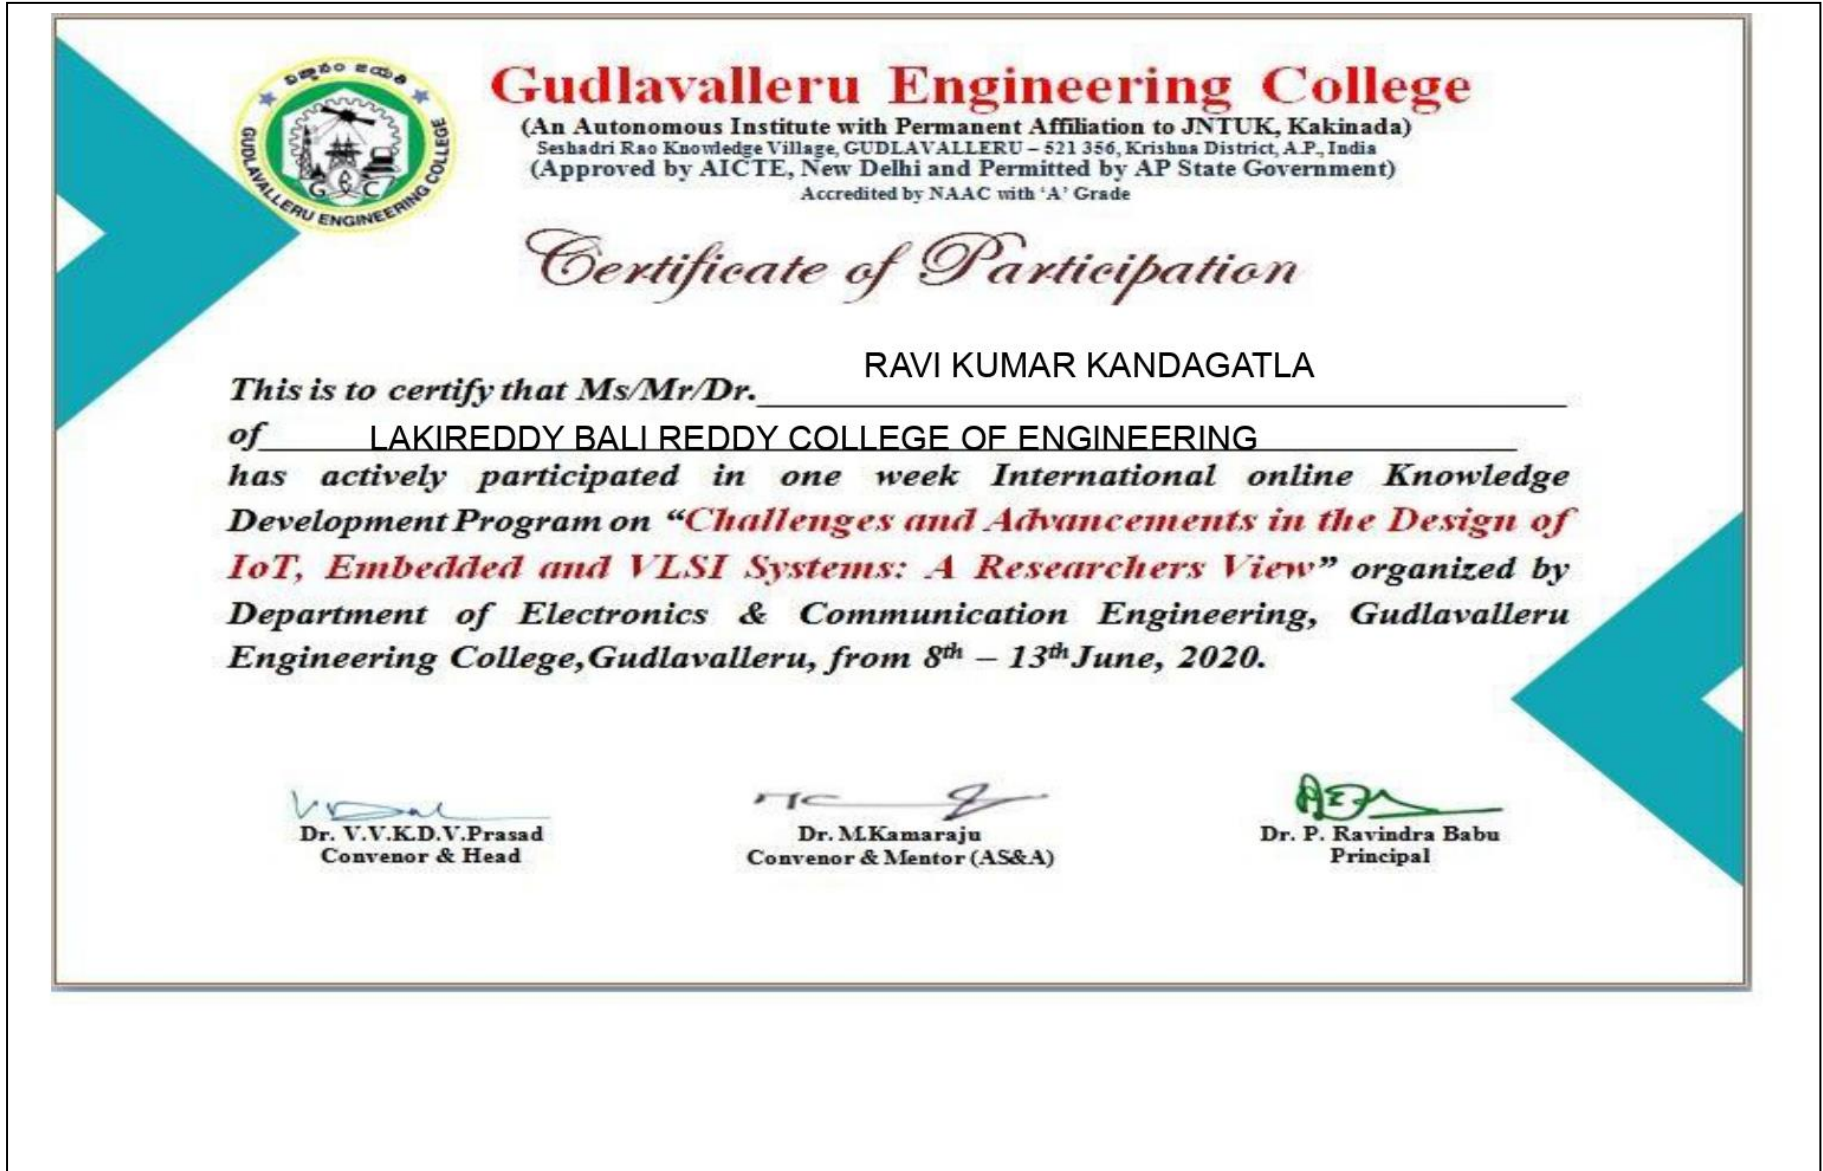 విజ్ఞానం జయతి
GUDLAVALLERU ENGINEERING COLLEGE
G E C
Gudlavalleru Engineering College
(An Autonomous Institute with Permanent Affiliation to JNTUK, Kakinada)
Seshadri Rao Knowledge Village, GUDLAVALLERU – 521 356, Krishna District, A.P., India
(Approved by AICTE, New Delhi and Permitted by AP State Government)
Accredited by NAAC with ‘A’ Grade
Certificate of Participation
RAVI KUMAR KANDAGATLA
This is to certify that Ms/Mr/Dr.
of LAKIREDDY BALI REDDY COLLEGE OF ENGINEERING
has actively participated in one week International online Knowledge
Development Program on “Challenges and Advancements in the Design of
IoT, Embedded and VLSI Systems: A Researchers View” organized by
Department of Electronics & Communication Engineering, Gudlavalleru
Engineering College,Gudlavalleru, from 8th – 13th June, 2020.
Dr. V.V.K.D.V.Prasad
Convenor & Head
Dr. M.Kamaraju
Convenor & Mentor (AS&A)
Dr. P. Ravindra Babu
Principal